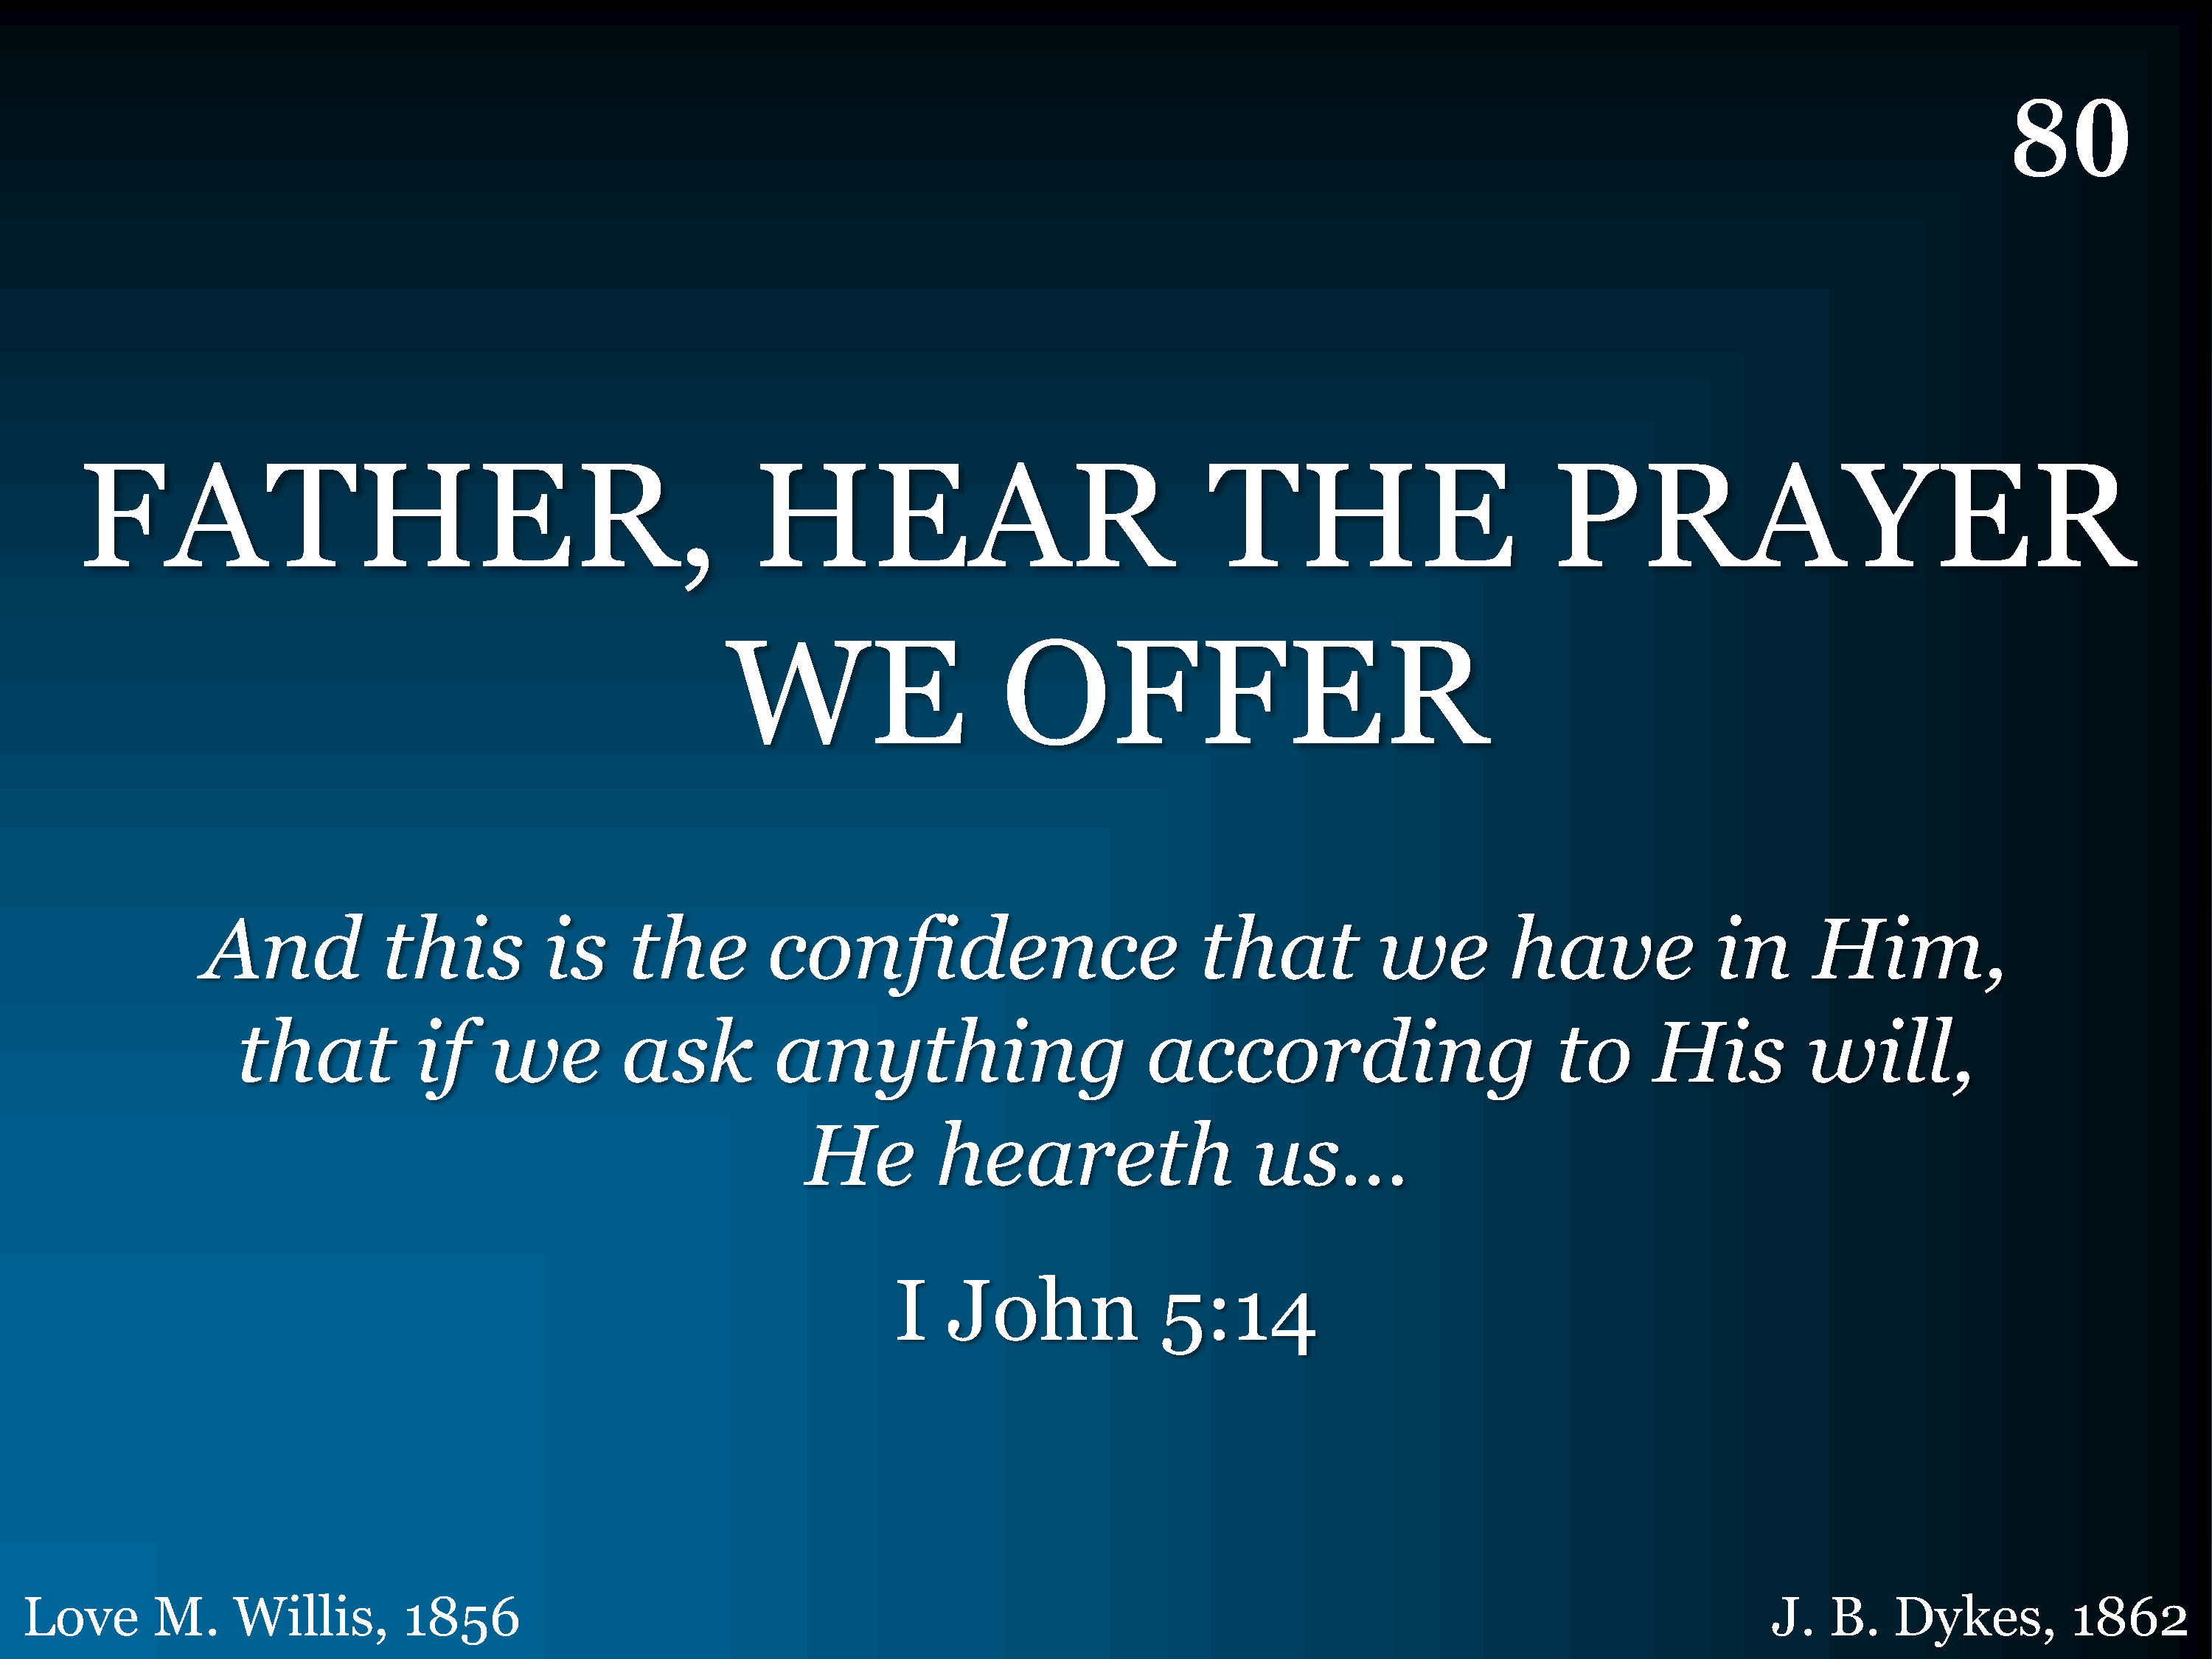 80
FATHER, HEAR THE PRAYER
WE OFFER
And this is the confidence that we have in Him,
that if we ask anything according to His will,
He heareth us...
I John 5:14
Love M. Willis, 1856
J. B. Dykes, 1862